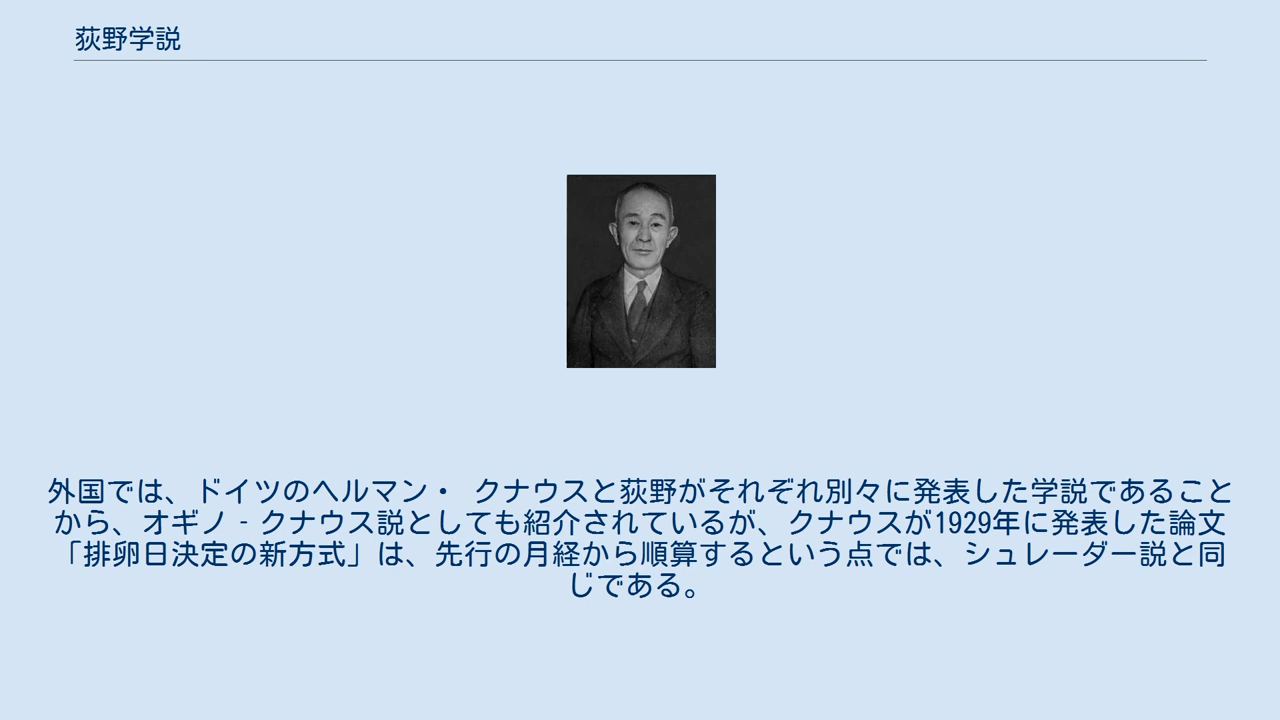 荻野学説
外国では、ドイツのヘルマン・ クナウスと荻野がそれぞれ別々に発表した学説であること
から、オギノ‐クナウス説としても紹介されているが、クナウスが1929年に発表した論文
「排卵日決定の新方式」は、先行の月経から順算するという点では、シュレーダー説と同
じである。